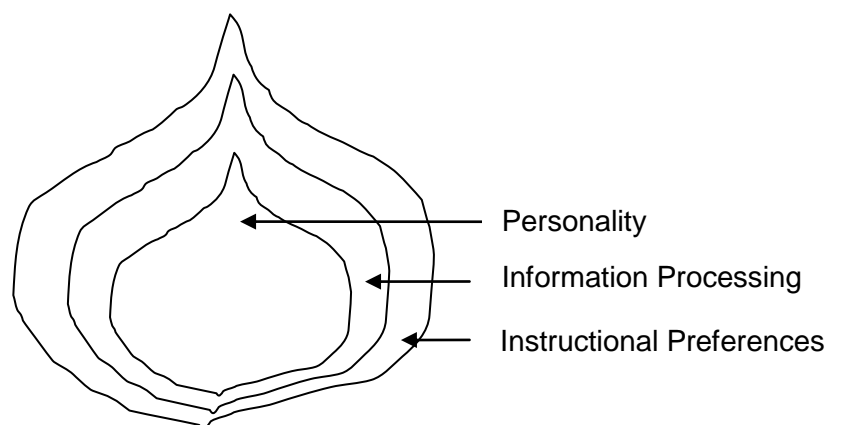 Personality
Information Processing
Instructional Preferences